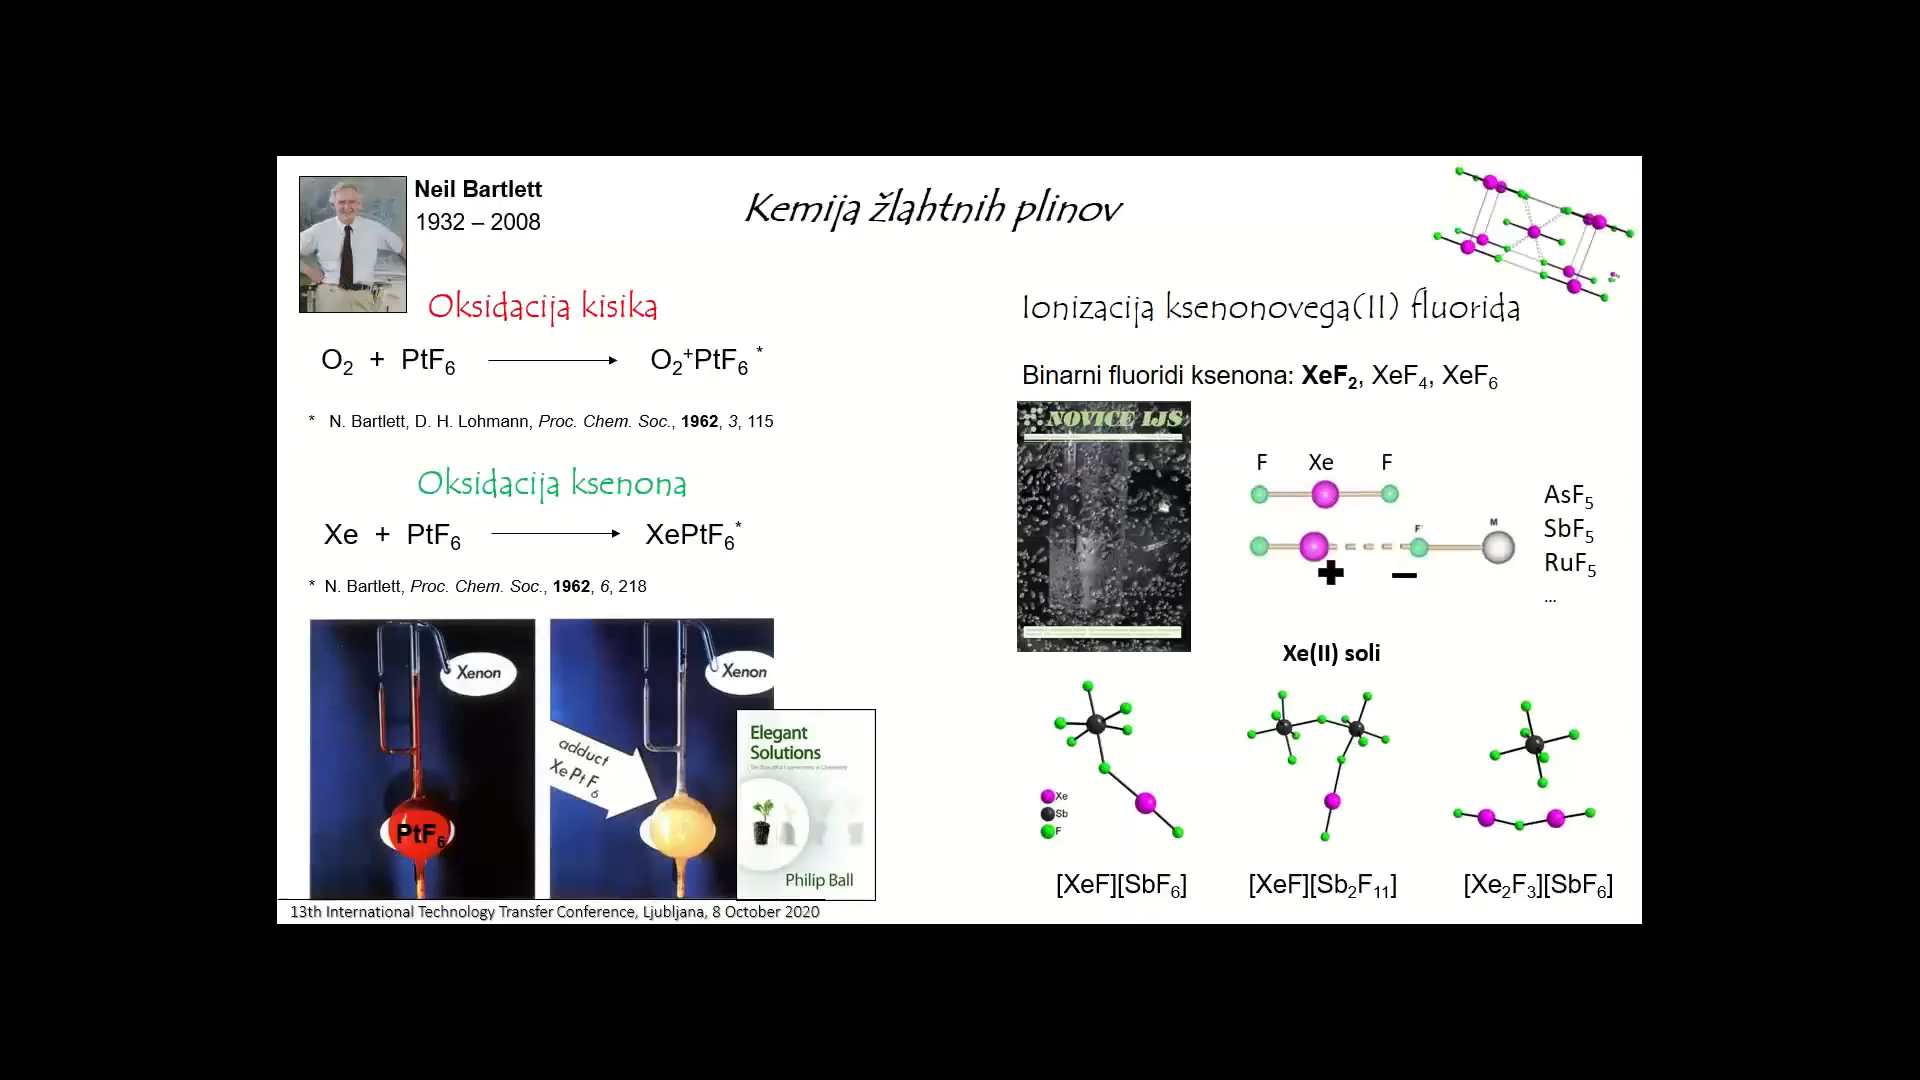 Neil Bartlett
1932 – 2008
Kemija žlahtnih plinov
Oksidacija kisika
O₂ + PtF₆ → O₂⁺PtF₆ *
* N. Bartlett, D. H. Lohmann, Proc. Chem. Soc., 1962, 3, 115
Oksidacija ksenona
Xe + PtF₆ → XePtF₆*
* N. Bartlett, Proc. Chem. Soc., 1962, 6, 218
Xenon
PtF₆
Xenon
adduct
XePtF₆
Elegant
Solutions
Philip Ball
Ionizacija ksenonovega(II) fluorida
Binarni fluoridi ksenona: XeF₂, XeF₄, XeF₆
NOVICE IJS
F Xe F
F⁻ M
+ −
AsF₅
SbF₅
RuF₅
...
Xe(II) soli
Xe
Sb
F
[XeF][SbF₆]
[XeF][Sb₂F₁₁]
[Xe₂F₃][SbF₆]
13th International Technology Transfer Conference, Ljubljana, 8 October 2020